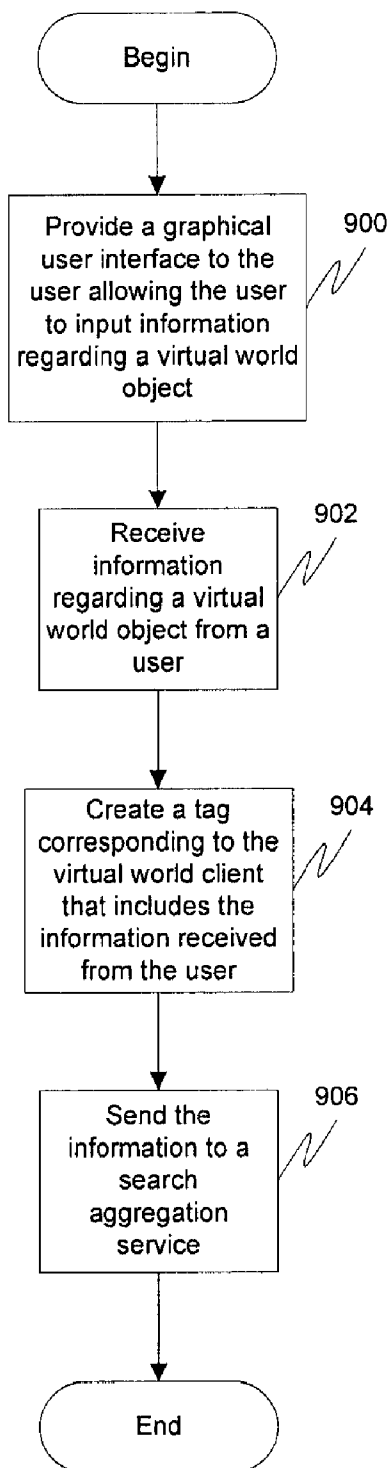 Begin
Provide a graphical
user interface to the
user allowing the user
to input information
regarding a virtual world
object
900
Receive
information
regarding a virtual
world object from a
user
902
Create a tag
corresponding to the
virtual world client
that includes the
information received
from the user
904
Send the
information to a
search
aggregation
service
906
End